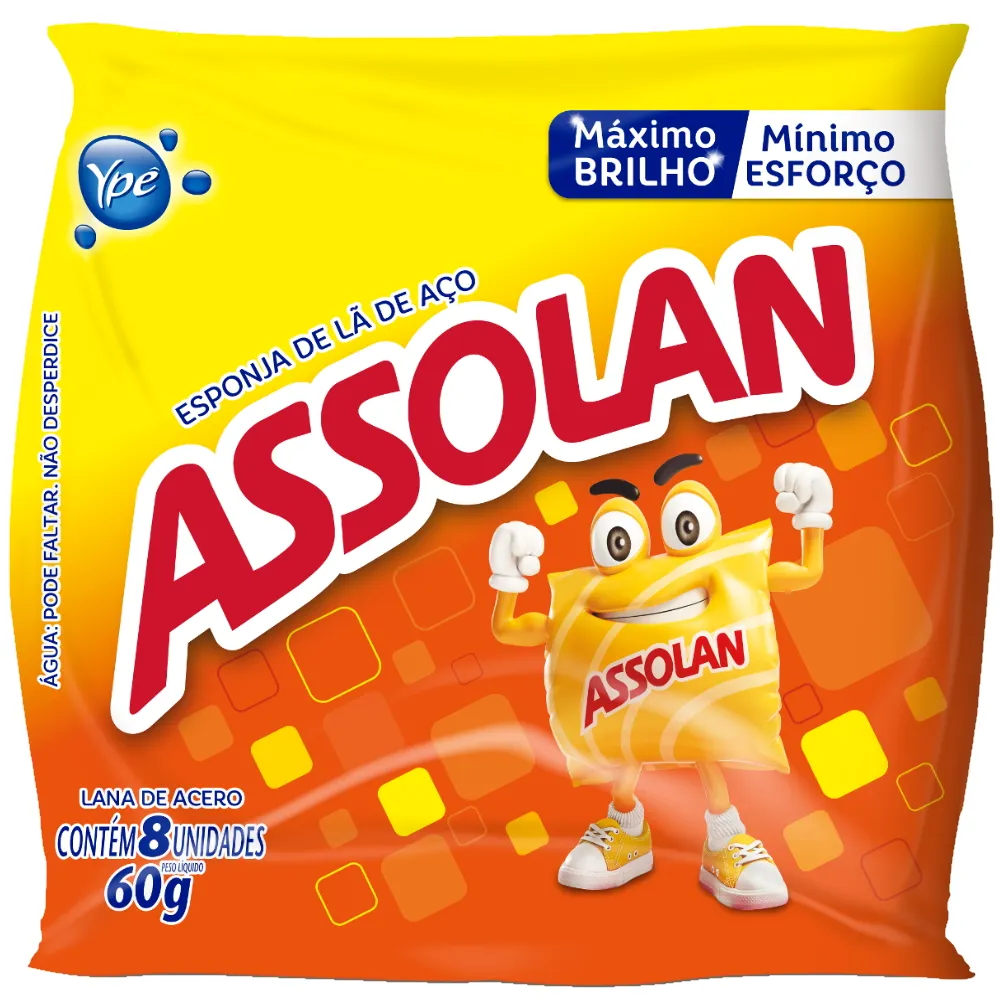 Ypê
Máximo
BRILHO
Mínimo
ESFORÇO
ESPONJA DE LÃ DE AÇO
ASSOLAN
ÁGUA: PODE FALTAR. NÃO DESPERDICE
ASSOLAN
LANA DE ACERO
CONTÉM 8 UNIDADES
PESO LÍQUIDO
60g